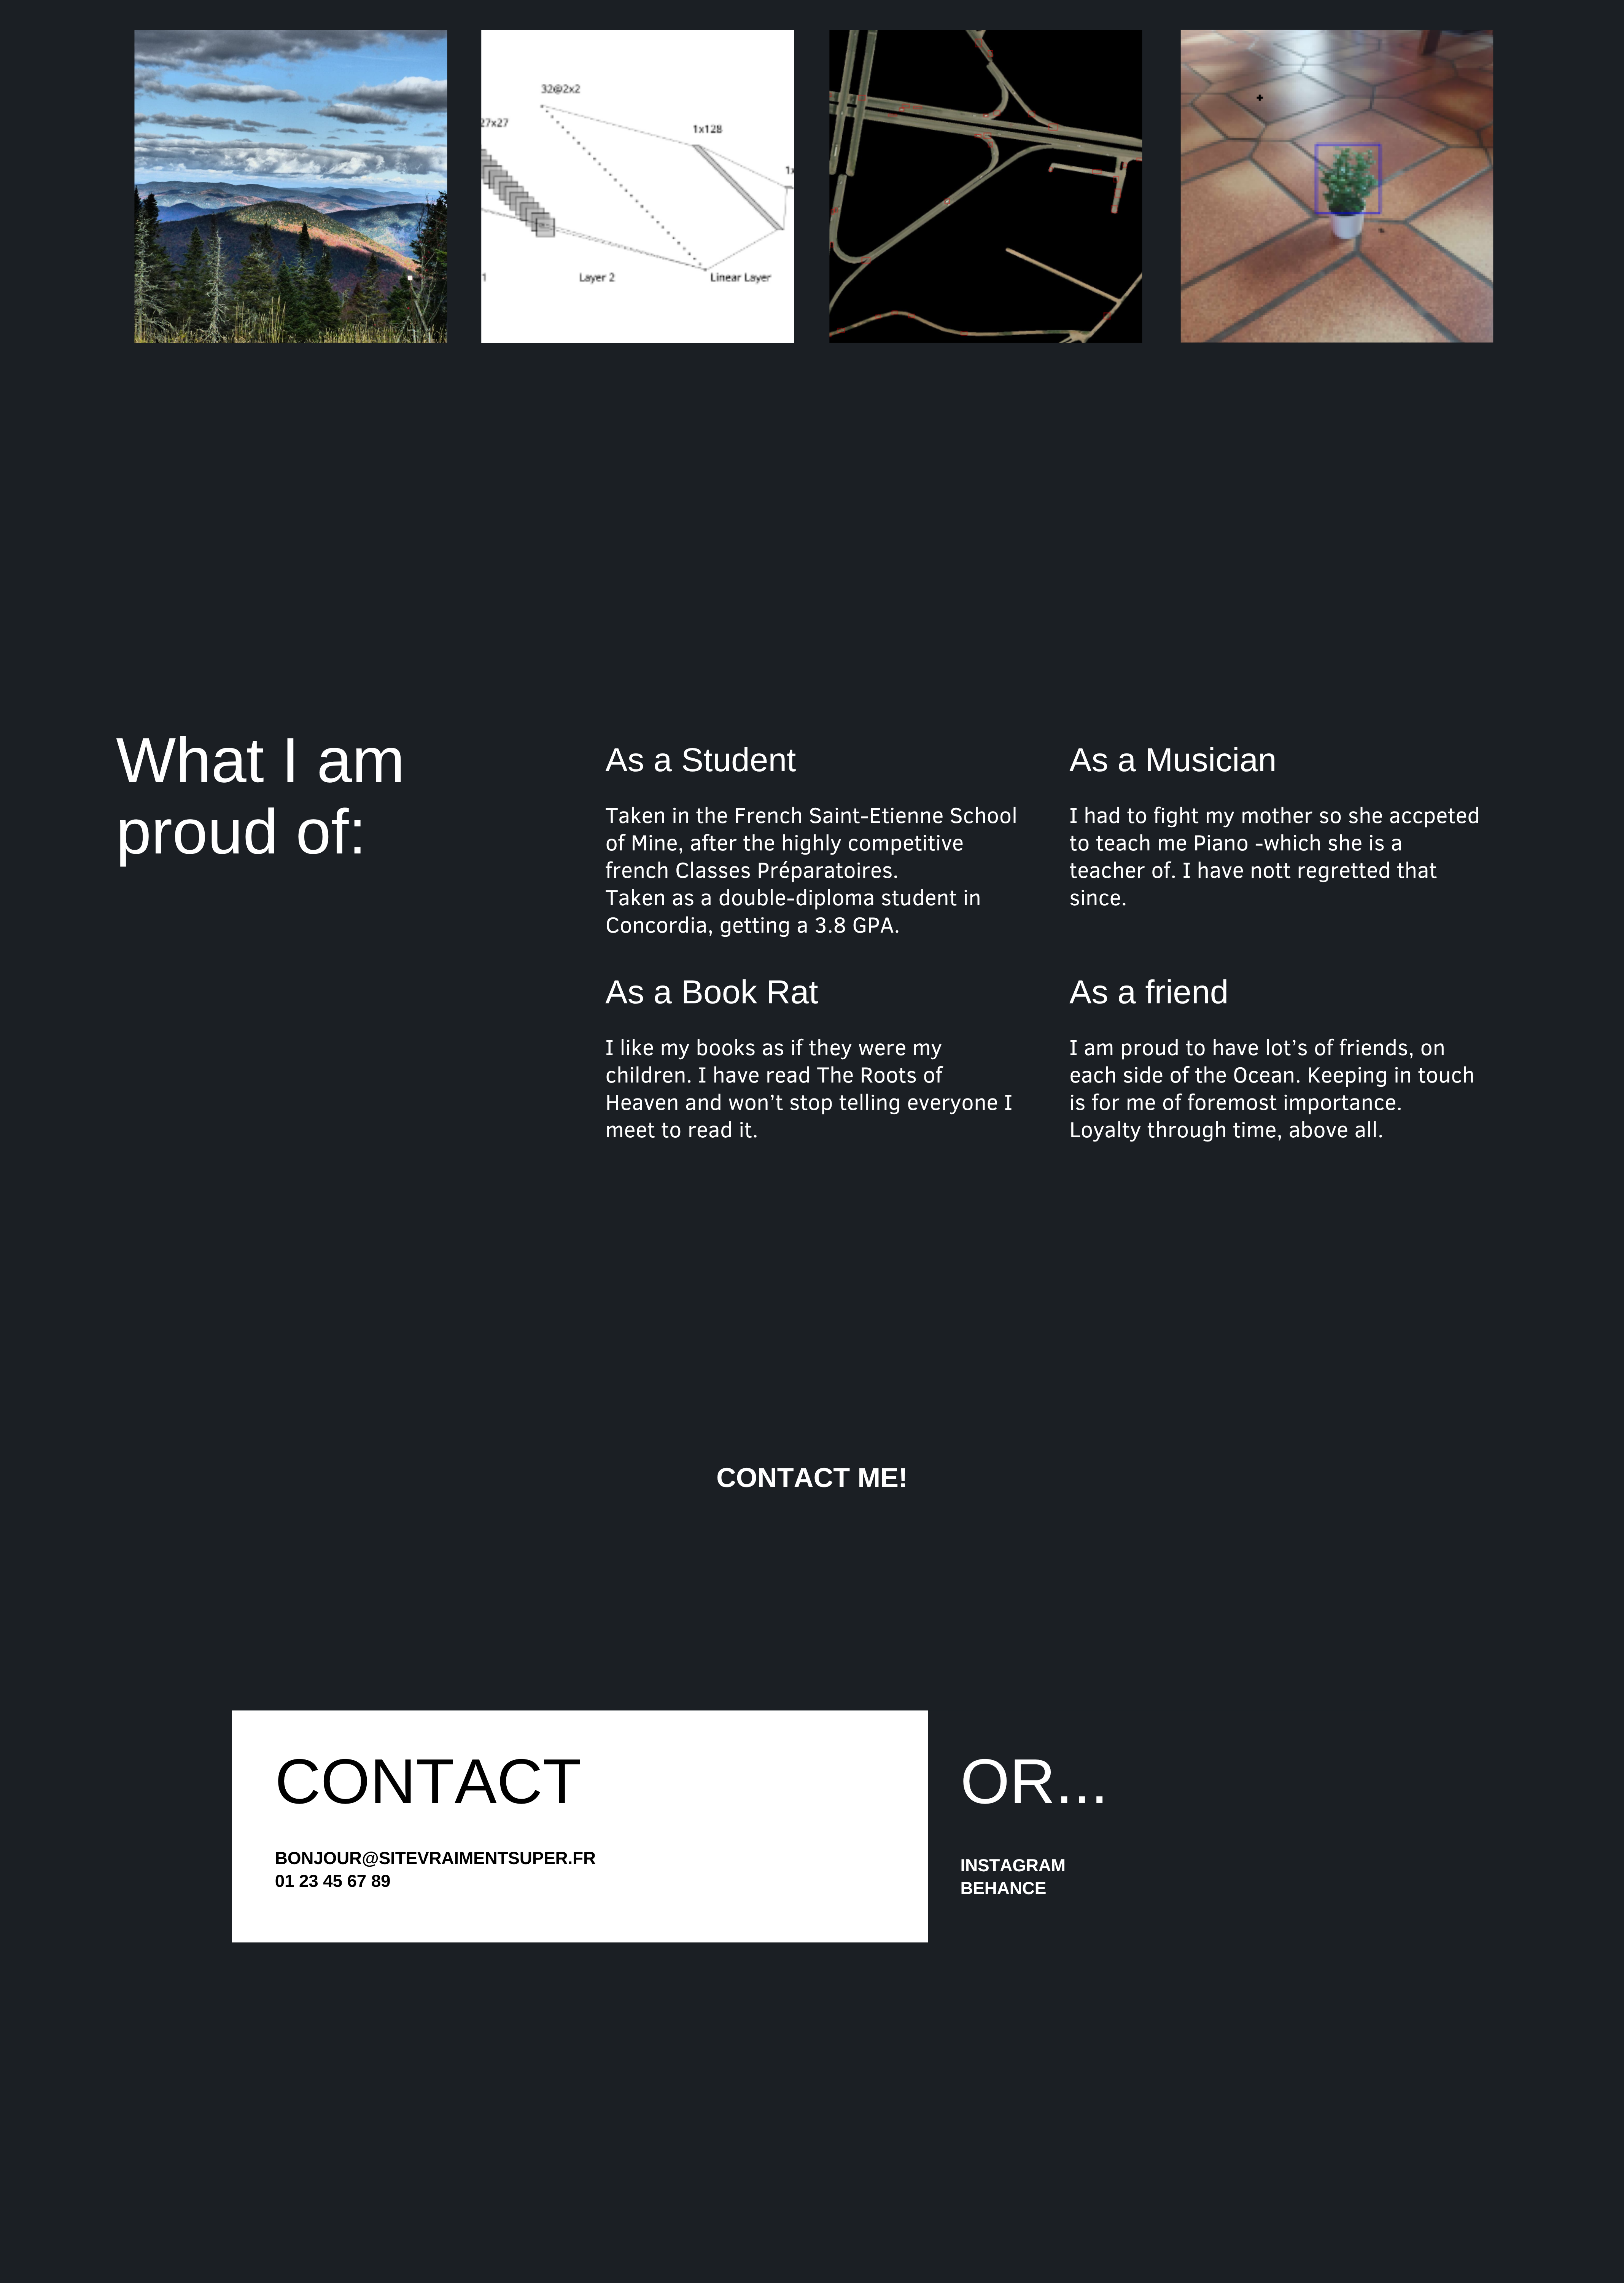 32@2x2
27x27
1x128
1x
1
Layer 2
Linear Layer
What I am
proud of:
As a Student
Taken in the French Saint-Etienne School
of Mine, after the highly competitive
french Classes Préparatoires.
Taken as a double-diploma student in
Concordia, getting a 3.8 GPA.
As a Musician
I had to fight my mother so she accpeted
to teach me Piano -which she is a
teacher of. I have nott regretted that
since.
As a Book Rat
I like my books as if they were my
children. I have read The Roots of
Heaven and won’t stop telling everyone I
meet to read it.
As a friend
I am proud to have lot’s of friends, on
each side of the Ocean. Keeping in touch
is for me of foremost importance.
Loyalty through time, above all.
CONTACT ME!
CONTACT
BONJOUR@SITEVRAIMENTSUPER.FR
01 23 45 67 89
OR...
INSTAGRAM
BEHANCE